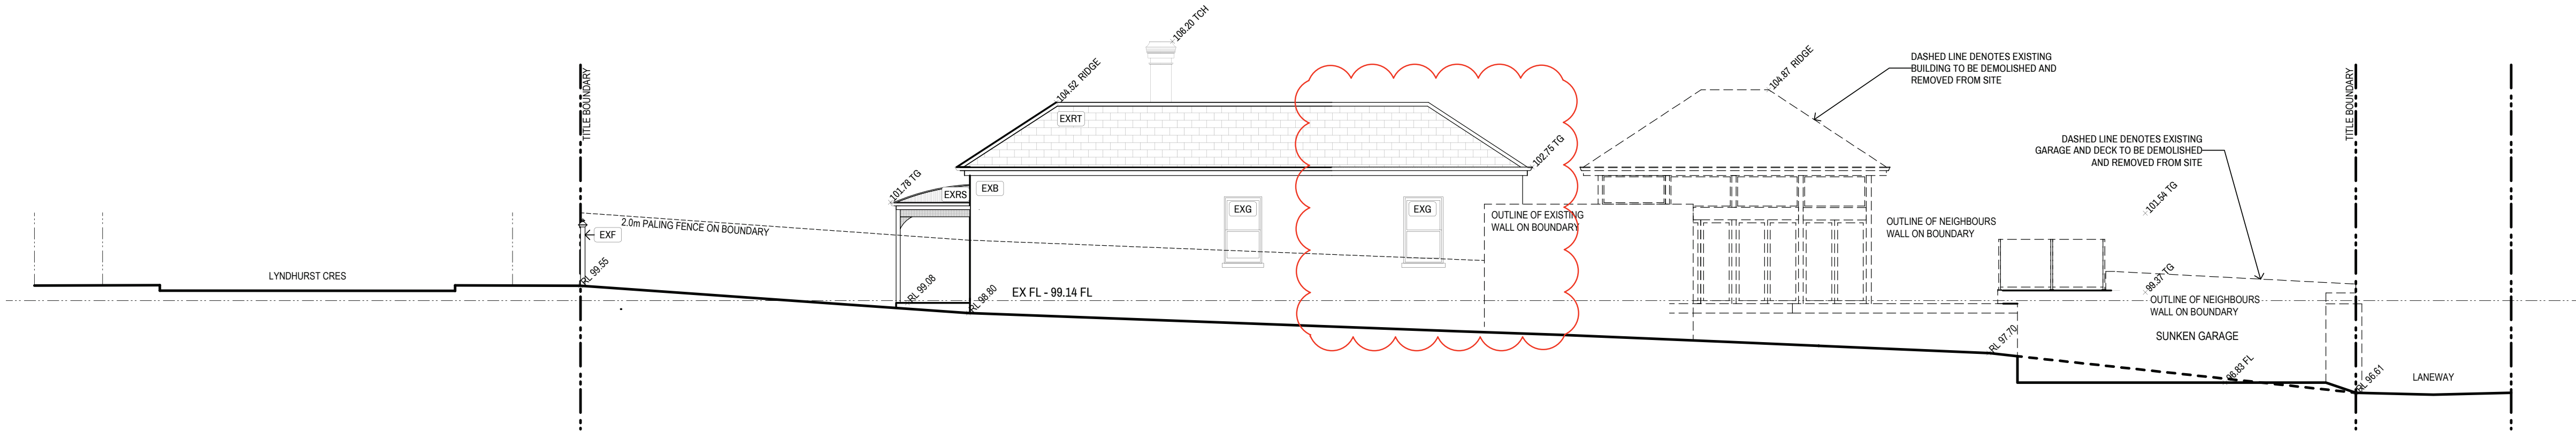 106.20 TCH
TITLE BOUNDARY
104.52 RIDGE
EXRT
101.78 TG
EXRS
EXB
102.75 TG
104.87 RIDGE
DASHED LINE DENOTES EXISTING
BUILDING TO BE DEMOLISHED AND
REMOVED FROM SITE
TITLE BOUNDARY
DASHED LINE DENOTES EXISTING
GARAGE AND DECK TO BE DEMOLISHED
AND REMOVED FROM SITE
2.0m PALING FENCE ON BOUNDARY
EXF
EXG
EXG
OUTLINE OF EXISTING
WALL ON BOUNDARY
OUTLINE OF NEIGHBOURS
WALL ON BOUNDARY
101.54 TG
LYNDHURST CRES
RL 99.55
RL 99.08
RL 98.80
EX FL - 99.14 FL
99.37 TG
OUTLINE OF NEIGHBOURS
WALL ON BOUNDARY
RL 97.70
SUNKEN GARAGE
96.83 FL
RL 96.61
LANEWAY